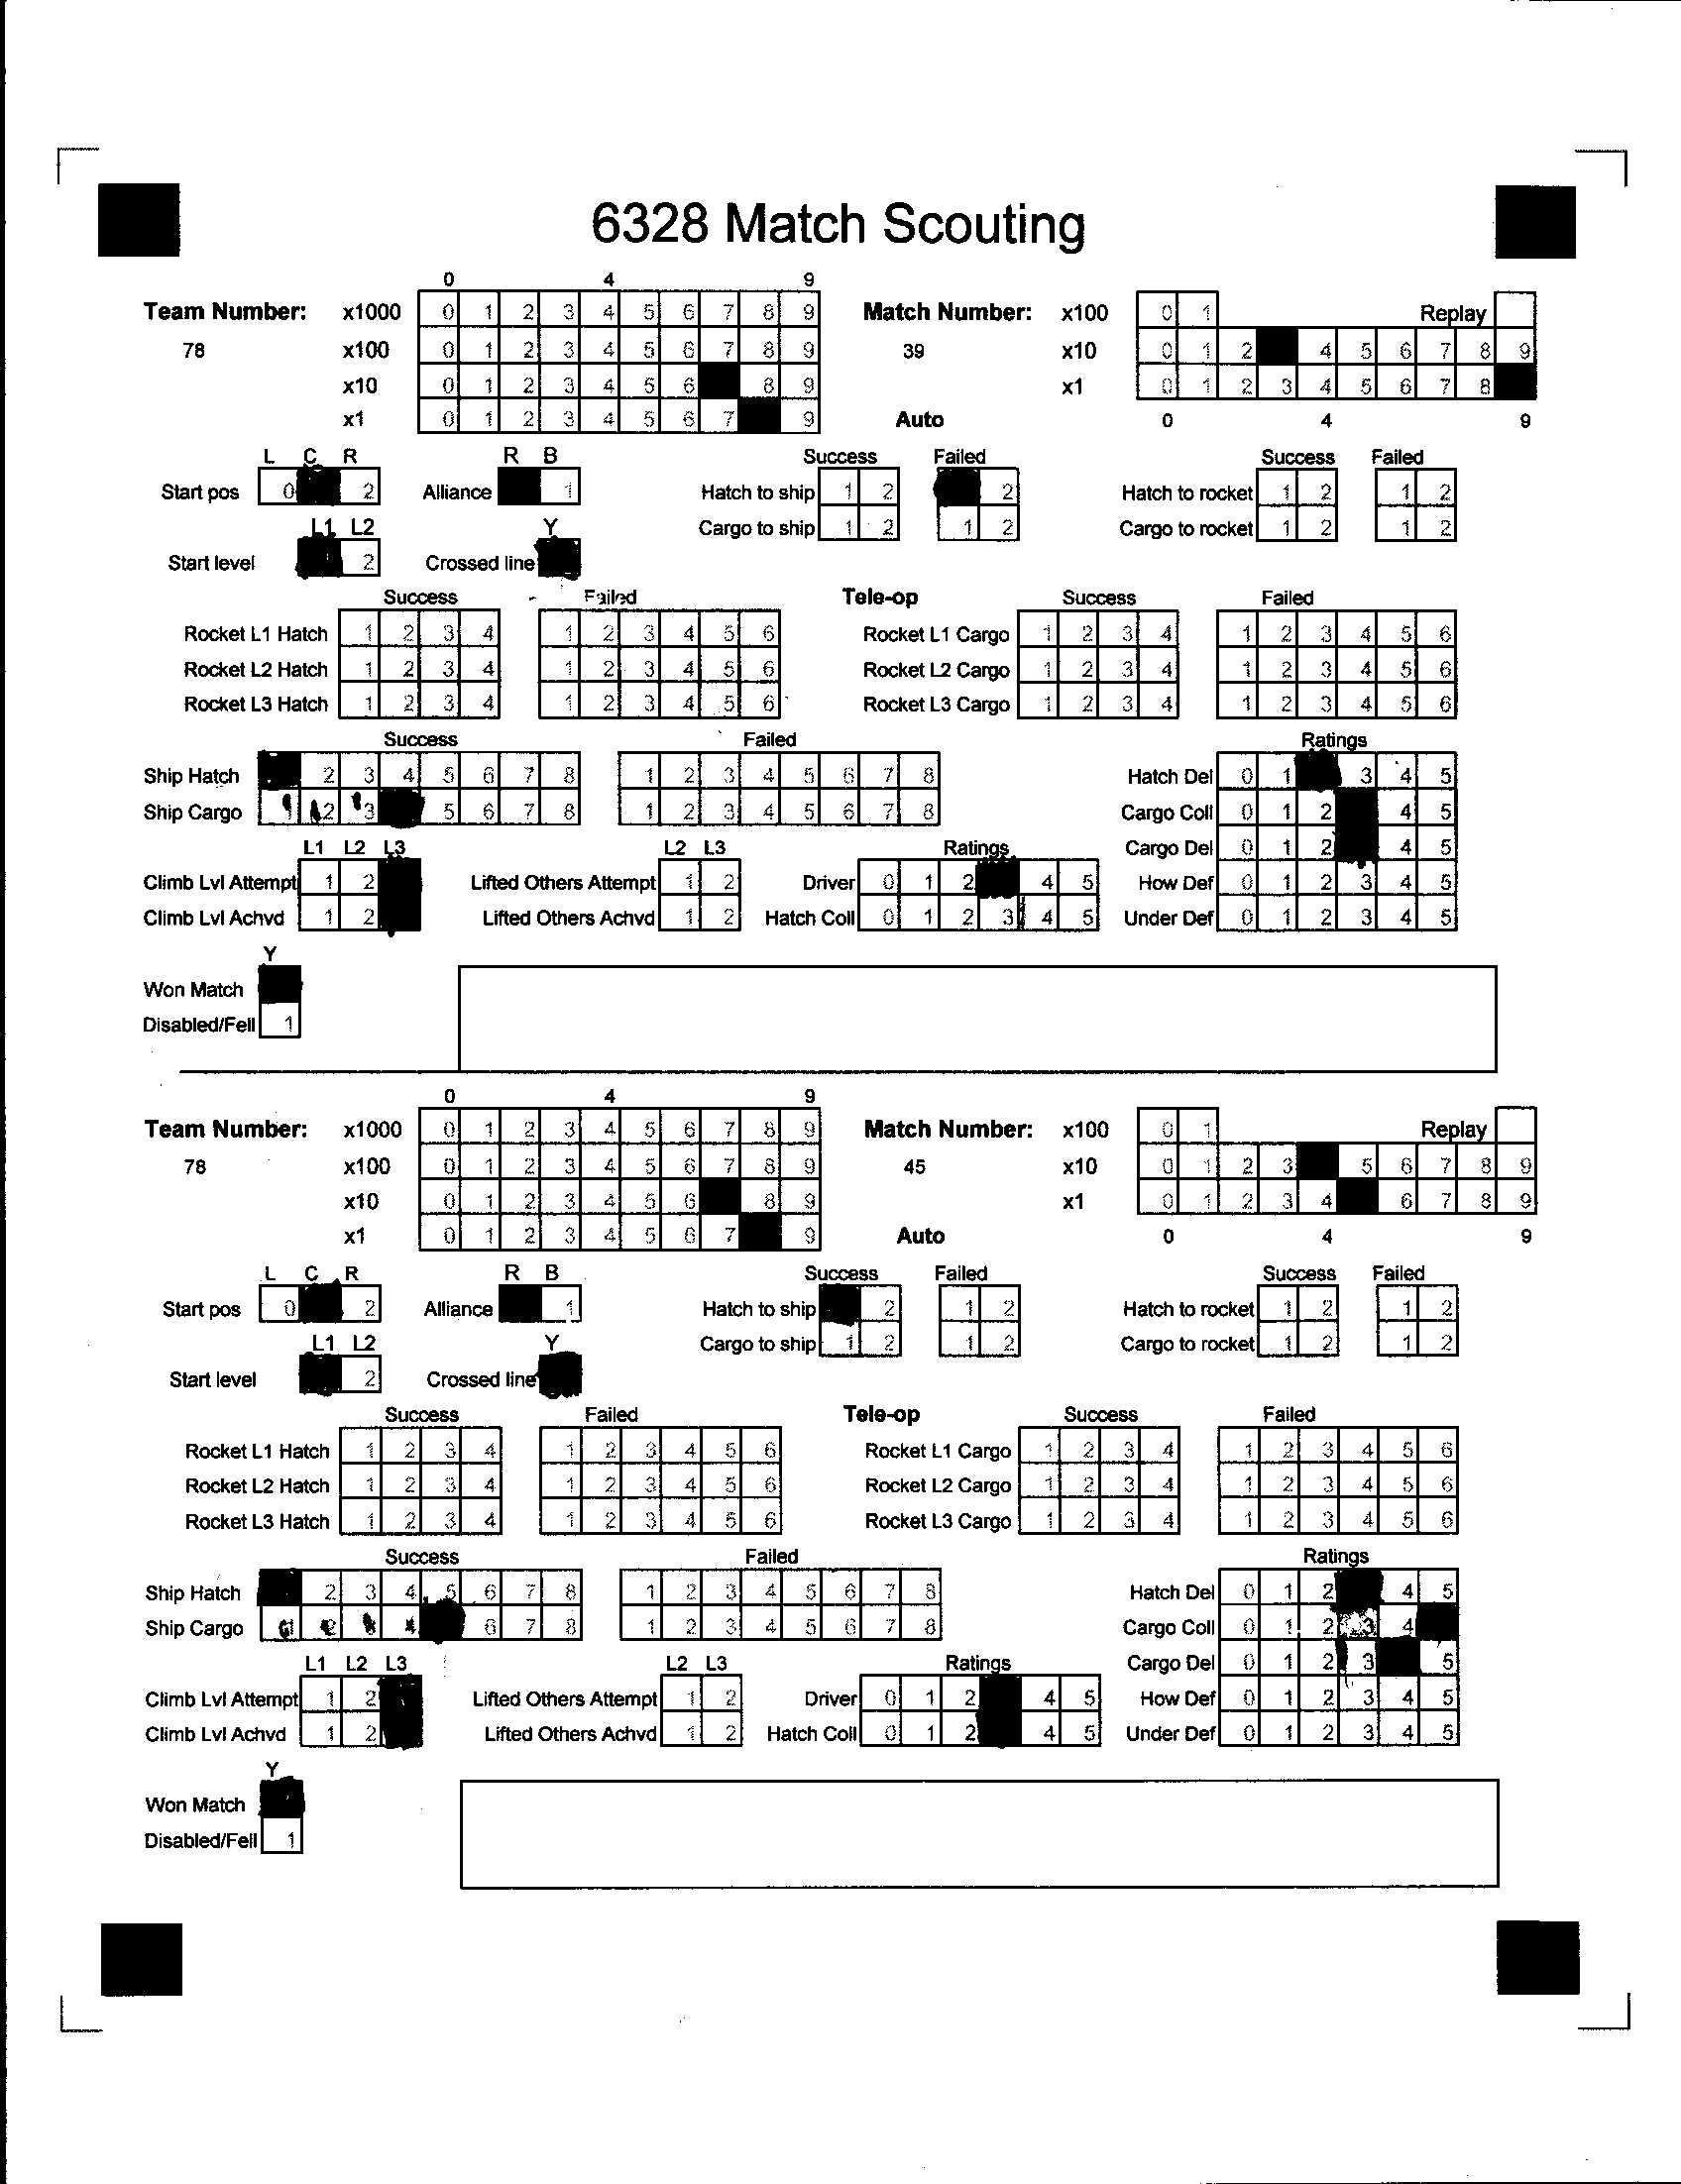 6328 Match Scouting
0 4 9
Team Number: x1000 0 1 2 3 4 5 6 7 8 9 Match Number: x100 0 1 Replay
78 x100 0 1 2 3 4 5 6 7 8 9 39 x10 0 1 2 4 5 6 7 8 9
x10 0 1 2 3 4 5 6 8 9 x1 0 1 2 3 4 5 6 7 8
x1 0 1 2 3 4 5 6 7 9 Auto 0 4 9
L C R R B Success Failed Success Failed
Start pos 0 2 Alliance 1 Hatch to ship 1 2 2 Hatch to rocket 1 2 1 2
L1 L2 Y Cargo to ship 1 2 1 2 Cargo to rocket 1 2 1 2
Start level 2 Crossed line
Success Failed Tele-op Success Failed
Rocket L1 Hatch 1 2 3 4 1 2 3 4 5 6 Rocket L1 Cargo 1 2 3 4 1 2 3 4 5 6
Rocket L2 Hatch 1 2 3 4 1 2 3 4 5 6 Rocket L2 Cargo 1 2 3 4 1 2 3 4 5 6
Rocket L3 Hatch 1 2 3 4 1 2 3 4 5 6 Rocket L3 Cargo 1 2 3 4 1 2 3 4 5 6
Success Failed Ratings
Ship Hatch 2 3 4 5 6 7 8 1 2 3 4 5 6 7 8 Hatch Del 0 1 3 4 5
Ship Cargo 1 2 3 5 6 7 8 1 2 3 4 5 6 7 8 Cargo Coll 0 1 2 4 5
L1 L2 L3 L2 L3 Ratings Cargo Del 0 1 2 4 5
Climb Lvl Attempt 1 2 Lifted Others Attempt 1 2 Driver 0 1 2 4 5 How Def 0 1 2 3 4 5
Climb Lvl Achvd 1 2 Lifted Others Achvd 1 2 Hatch Coll 0 1 2 3 4 5 Under Def 0 1 2 3 4 5
Y
Won Match
Disabled/Fell 1
0 4 9
Team Number: x1000 0 1 2 3 4 5 6 7 8 9 Match Number: x100 0 1 Replay
78 x100 0 1 2 3 4 5 6 7 8 9 45 x10 0 1 2 3 5 6 7 8 9
x10 0 1 2 3 4 5 6 8 9 x1 0 1 2 3 4 6 7 8 9
x1 0 1 2 3 4 5 6 7 9 Auto 0 4 9
L C R R B Success Failed Success Failed
Start pos 0 2 Alliance 1 Hatch to ship 2 1 2 Hatch to rocket 1 2 1 2
L1 L2 Y Cargo to ship 1 2 1 2 Cargo to rocket 1 2 1 2
Start level 2 Crossed line
Success Failed Tele-op Success Failed
Rocket L1 Hatch 1 2 3 4 1 2 3 4 5 6 Rocket L1 Cargo 1 2 3 4 1 2 3 4 5 6
Rocket L2 Hatch 1 2 3 4 1 2 3 4 5 6 Rocket L2 Cargo 1 2 3 4 1 2 3 4 5 6
Rocket L3 Hatch 1 2 3 4 1 2 3 4 5 6 Rocket L3 Cargo 1 2 3 4 1 2 3 4 5 6
Success Failed Ratings
Ship Hatch 2 3 4 5 6 7 8 1 2 3 4 5 6 7 8 Hatch Del 0 1 2 4 5
Ship Cargo 6 7 8 1 2 3 4 5 6 7 8 Cargo Coll 0 1 2 3 4
L1 L2 L3 L2 L3 Ratings Cargo Del 0 1 2 3 5
Climb Lvl Attempt 1 2 Lifted Others Attempt 1 2 Driver 0 1 2 4 5 How Def 0 1 2 3 4 5
Climb Lvl Achvd 1 2 Lifted Others Achvd 1 2 Hatch Coll 0 1 2 4 5 Under Def 0 1 2 3 4 5
Y
Won Match
Disabled/Fell 1